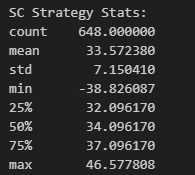 SC Strategy Stats:
count 648.000000
mean 33.572380
std 7.150410
min -38.826087
25% 32.096170
50% 34.096170
75% 37.096170
max 46.577808